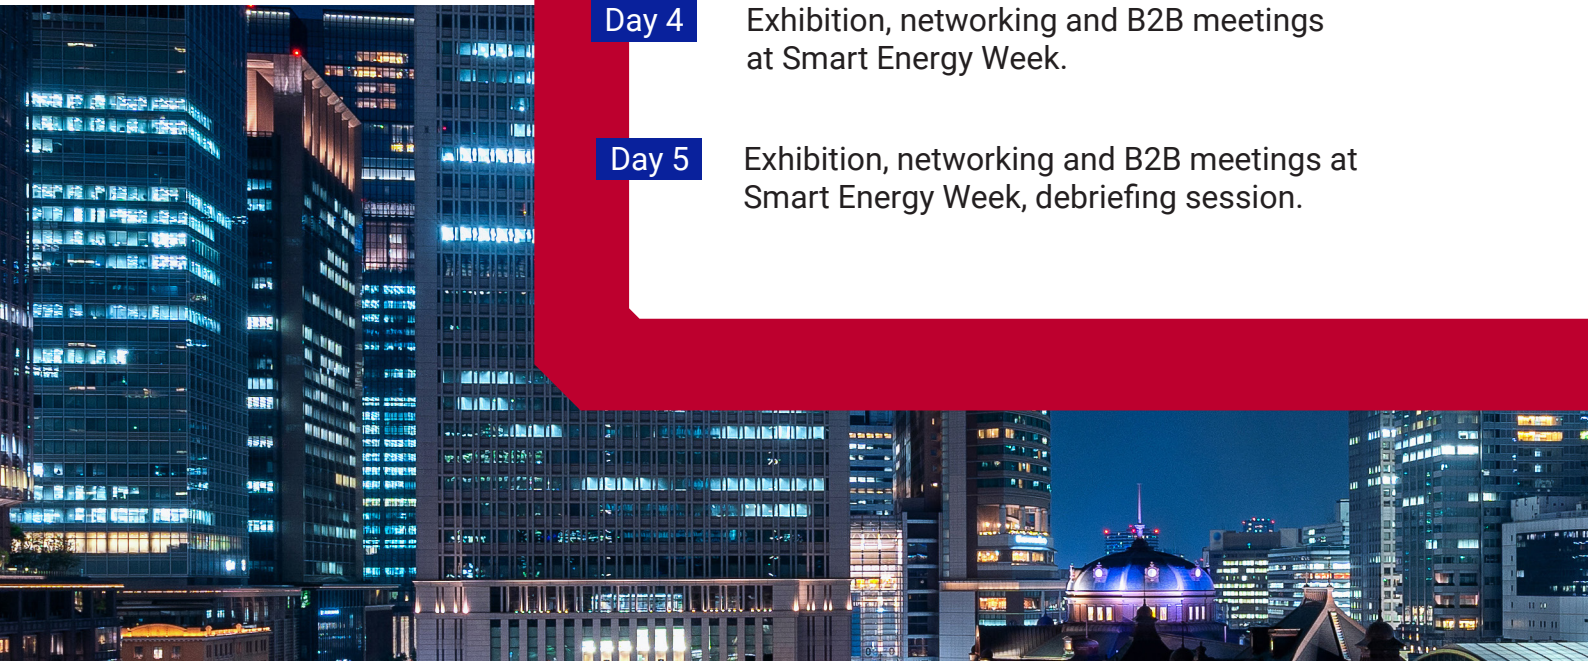 Day 4
Exhibition, networking and B2B meetings
at Smart Energy Week.
Day 5
Exhibition, networking and B2B meetings at
Smart Energy Week, debriefing session.